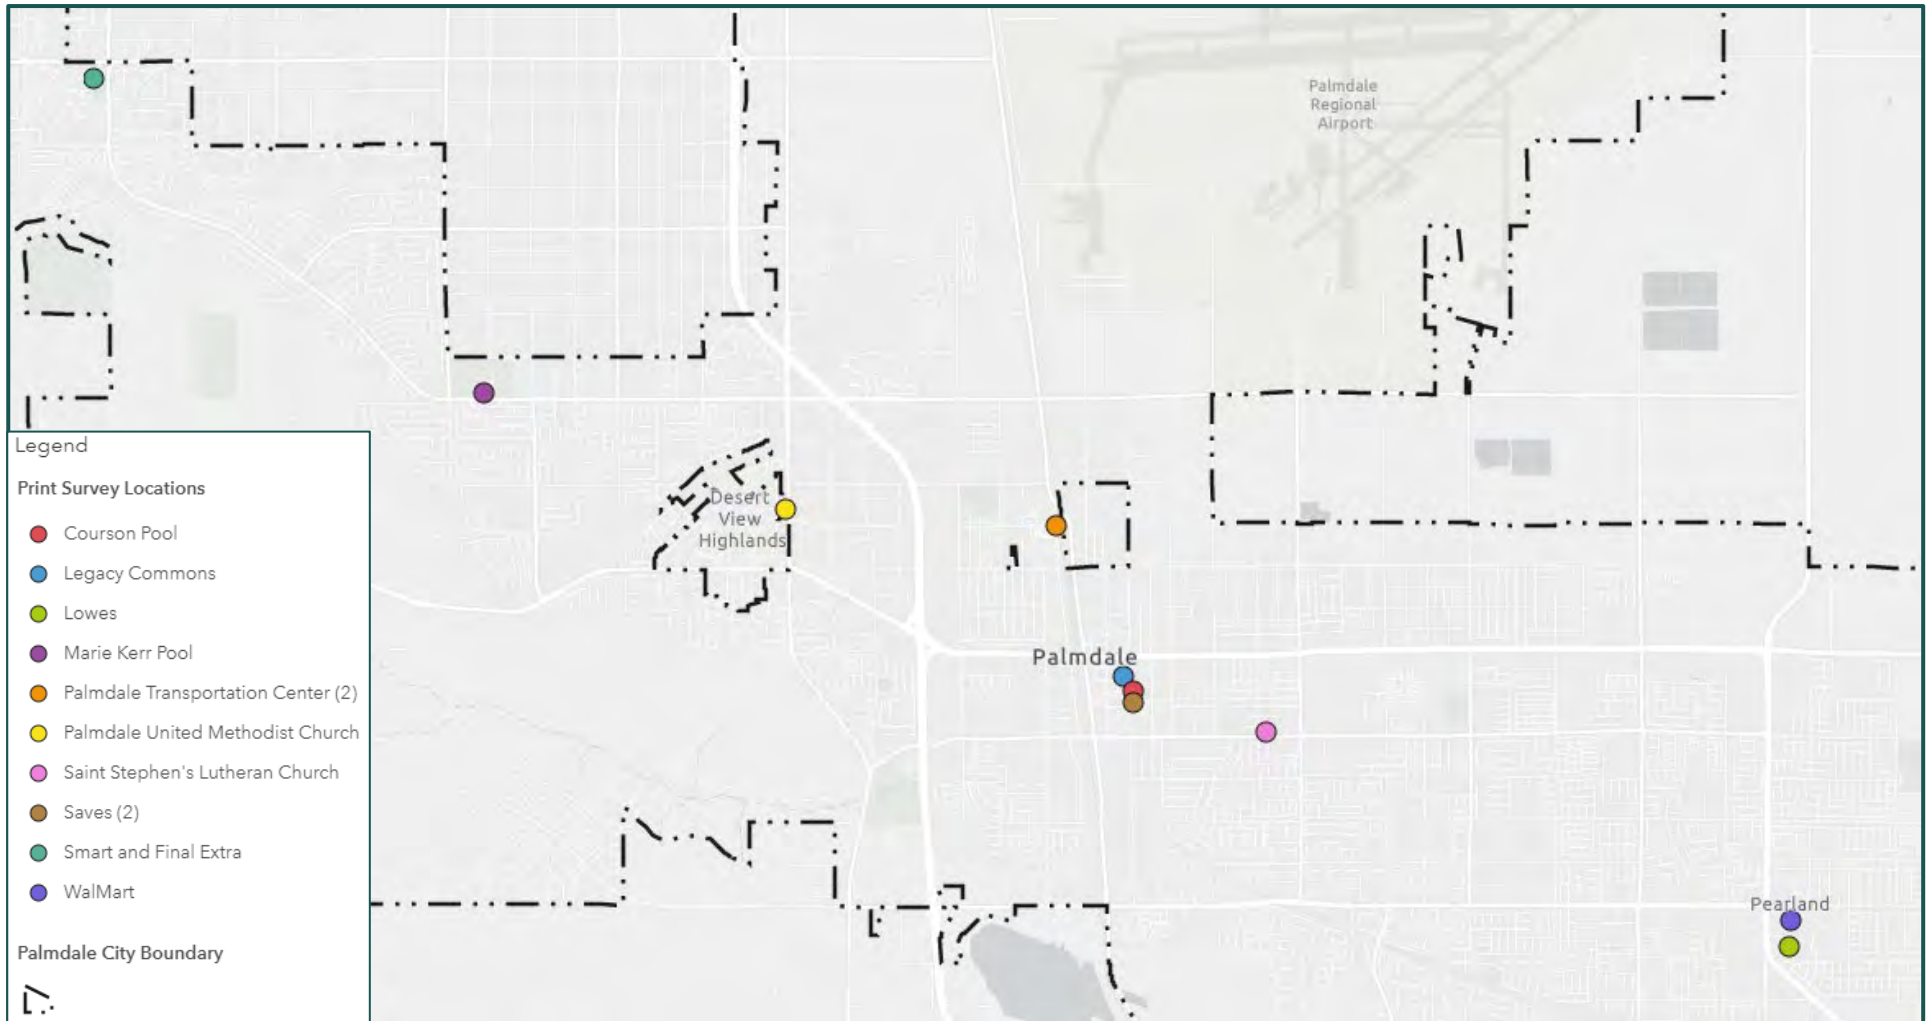 Palmdale
Regional
Airport
Desert
View
Highlands
Palmdale
Pearland
Legend
Print Survey Locations
Courson Pool
Legacy Commons
Lowes
Marie Kerr Pool
Palmdale Transportation Center (2)
Palmdale United Methodist Church
Saint Stephen's Lutheran Church
Saves (2)
Smart and Final Extra
WalMart
Palmdale City Boundary